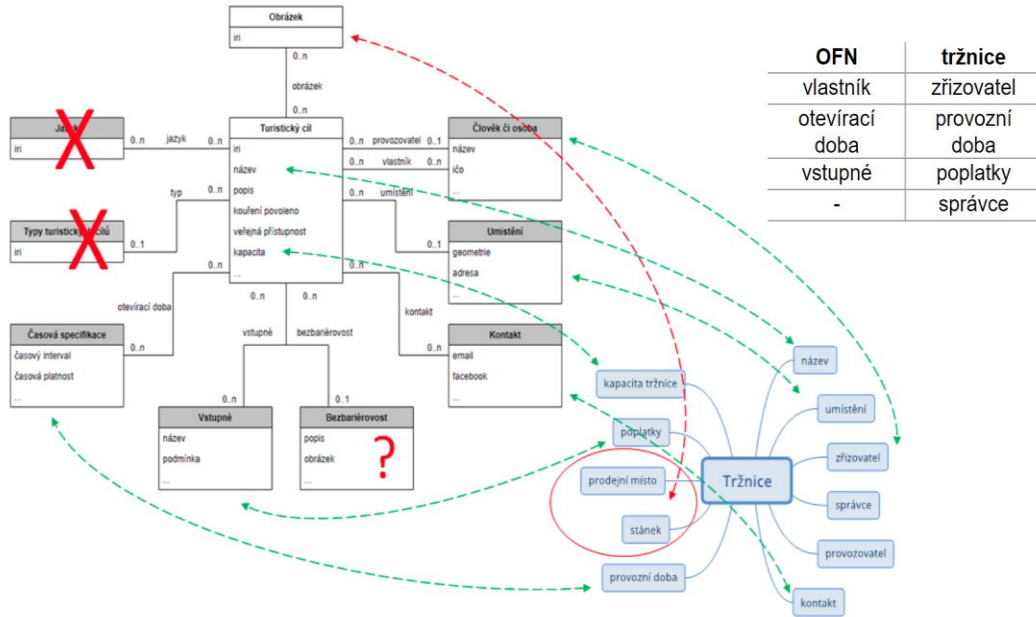 Obrázek
iri
0..n
obrázek
0..n
Turistický cíl
iri
název
popis
kouření povoleno
veřejná přístupnost
kapacita
...
Jazyk
iri
0..n
jazyk
0..n
X
typ
0..n
Typy turistických cílů
iri
0..1
X
0..n
otevírací doba
Časová specifikace
časový interval
časová platnost
...
0..n
0..n
provozovatel
0..1
0..n
vlastník
0..n
Člověk či osoba
název
ičo
...
0..n
umístění
0..1
Umistění
geometrie
adresa
...
0..n
kontakt
0..n
Kontakt
email
facebook
...
0..n
0..n
vstupné
bezbariérovost
0..n
0..1
Vstupné
název
podmínka
...
Bezbariérovost
popis
obrázek
...
?
OFN tržnice
vlastník zřizovatel
otevírací provozní
doba doba
vstupné poplatky
- správce
kapacita tržnice
poplatky
prodejní místo
stánek
provozní doba
Tržnice
název
umístění
zřizovatel
správce
provozovatel
kontakt